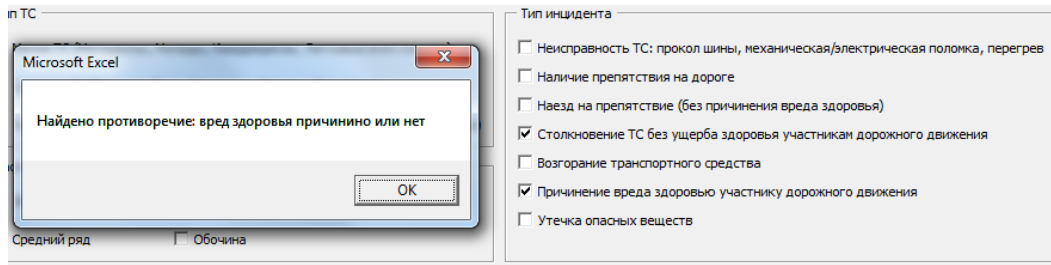 п ТС
Microsoft Excel
Найдено противоречие: вред здоровья причинино или нет
OK
Средний ряд
Обочина
Тип инцидента
Неисправность ТС: прокол шины, механическая/электрическая поломка, перегрев
Наличие препятствия на дороге
Наезд на препятствие (без причинения вреда здоровья)
Столкновение ТС без ущерба здоровья участникам дорожного движения
Возгорание транспортного средства
Причинение вреда здоровью участнику дорожного движения
Утечка опасных веществ